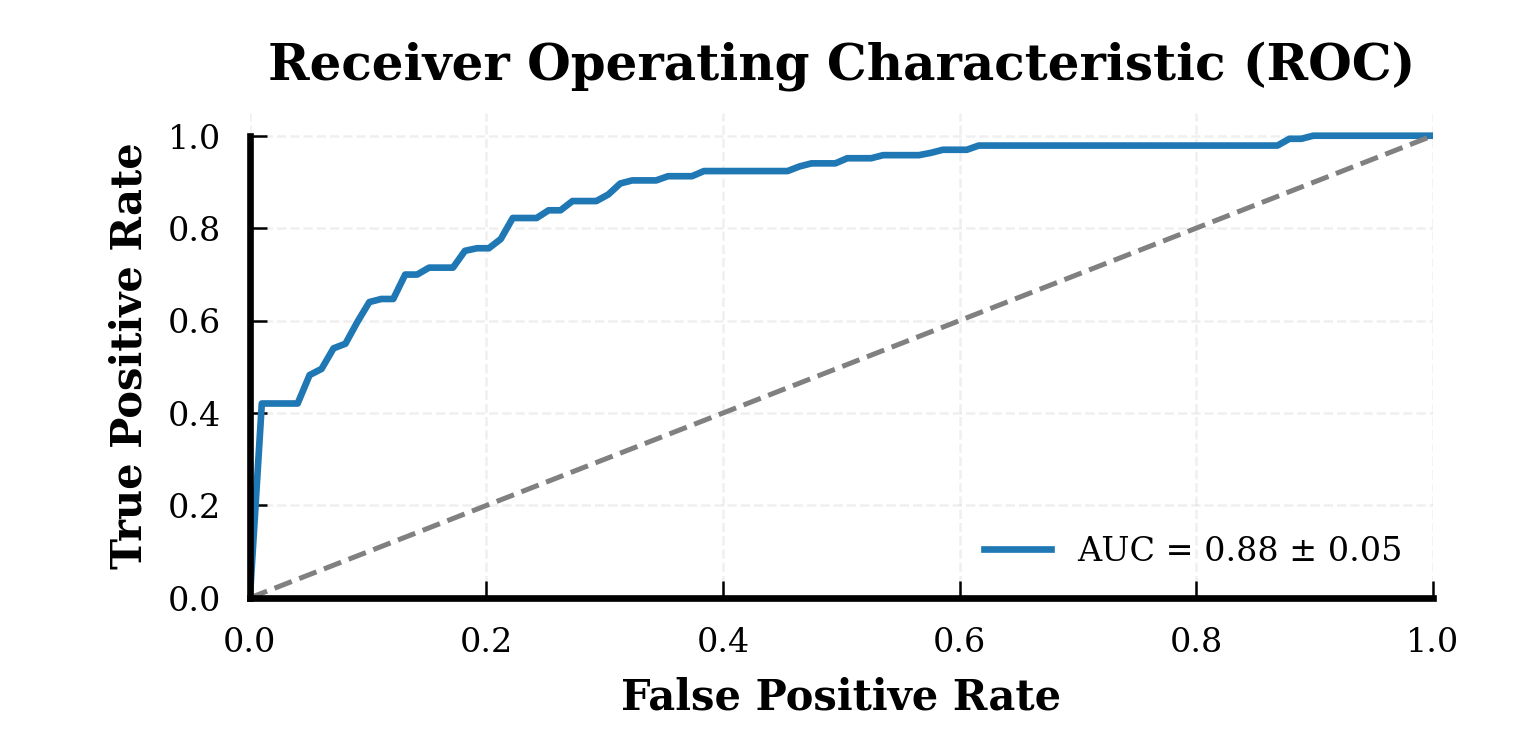 Receiver Operating Characteristic (ROC)
True Positive Rate
1.0
0.8
0.6
0.4
0.2
0.0
AUC = 0.88 ± 0.05
0.0 0.2 0.4 0.6 0.8 1.0
False Positive Rate